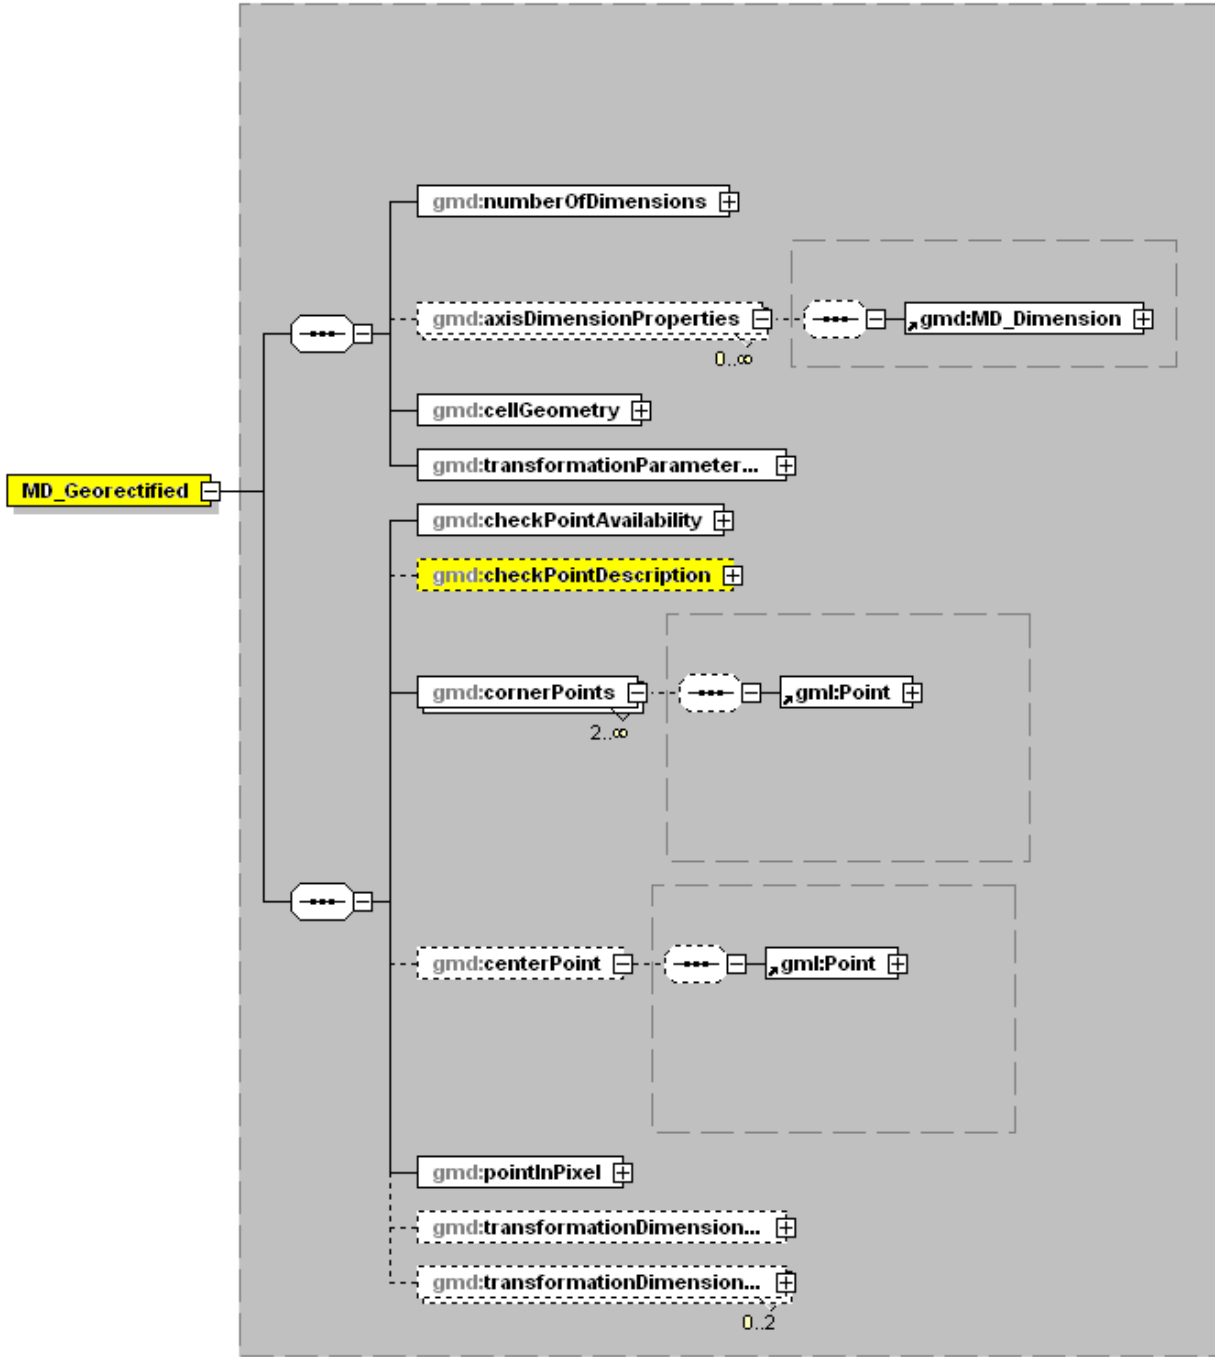 gmd:numberOfDimensions
gmd:axisDimensionProperties
gmd:MD_Dimension
0..∞
gmd:cellGeometry
gmd:transformationParameter...
MD_Georectified
gmd:checkPointAvailability
gmd:checkPointDescription
gmd:cornerPoints
gml:Point
2..∞
gmd:centerPoint
gml:Point
gmd:pointInPixel
gmd:transformationDimension...
gmd:transformationDimension...
0..2